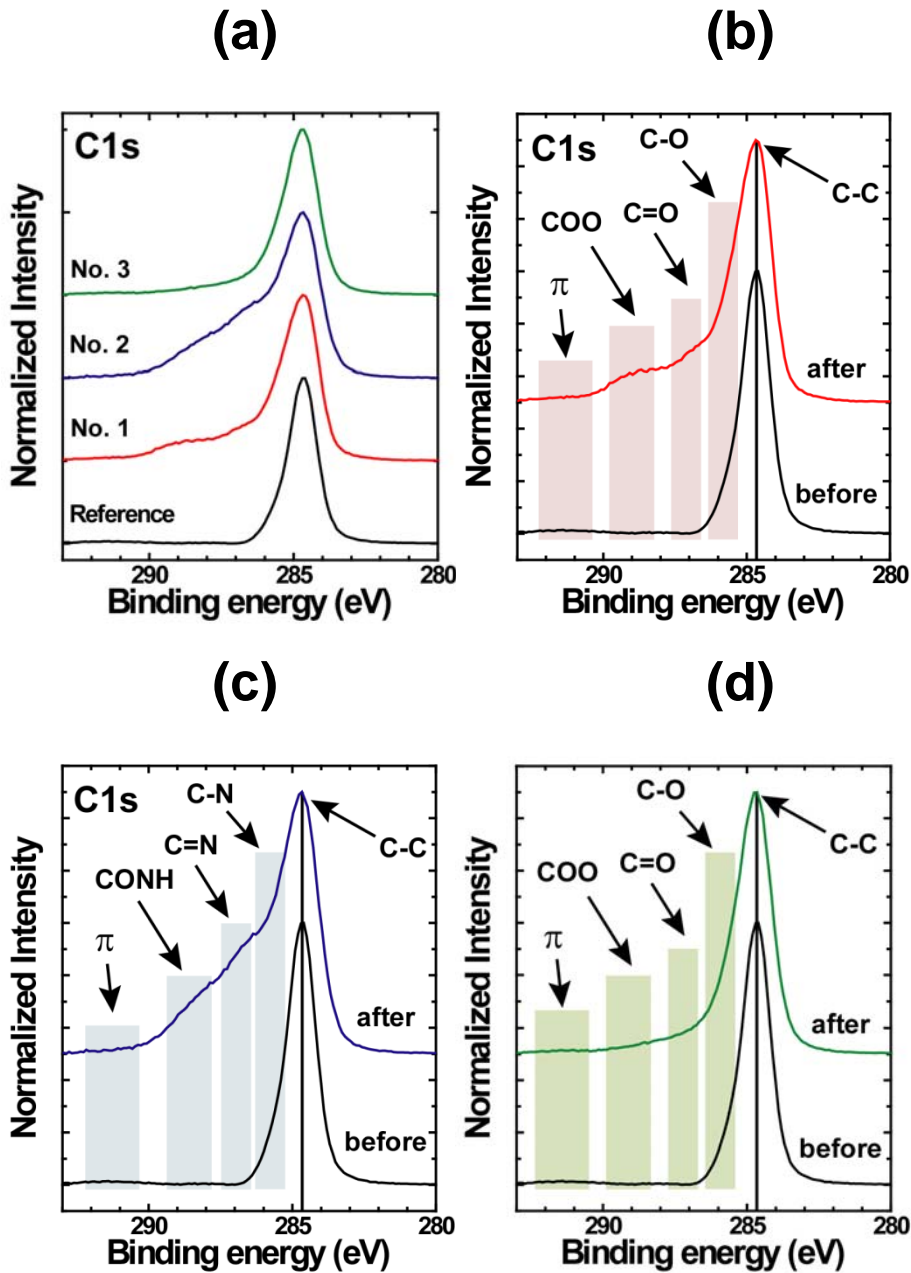 (a)
C1s
No. 3
No. 2
No. 1
Reference
290
285
280
Binding energy (eV)
Normalized Intensity
(b)
C1s
C-O
C-C
C=O
COO
π
after
before
290
285
280
Binding energy (eV)
Normalized Intensity
(c)
C1s
C-N
C-C
C=N
CONH
π
after
before
290
285
280
Binding energy (eV)
Normalized Intensity
(d)
C-O
C-C
C=O
COO
π
after
before
290
285
280
Binding energy (eV)
Normalized Intensity